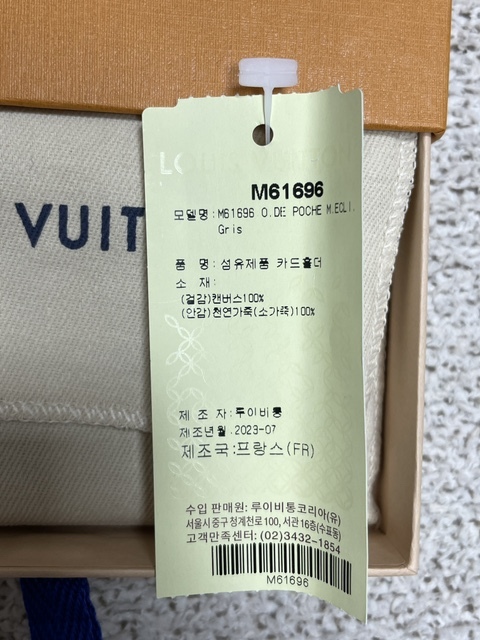 VUIT
M61696
모델명:M61696 O.DE POCHE M.ECLI.
Gris
품 명:섬유제품 카드홀더
소 재:
(겉감)캔버스100%
(안감)천연가죽(소가죽)100%
제 조 자:루이비통
제조년월.2023-07
제조국:프랑스(FR)
수입 판매원: 루이비통코리아(유)
서울시 중구 청계천로 100, 서관 16층(수표동)
고객만족센터: (02)3432-1854
M61696